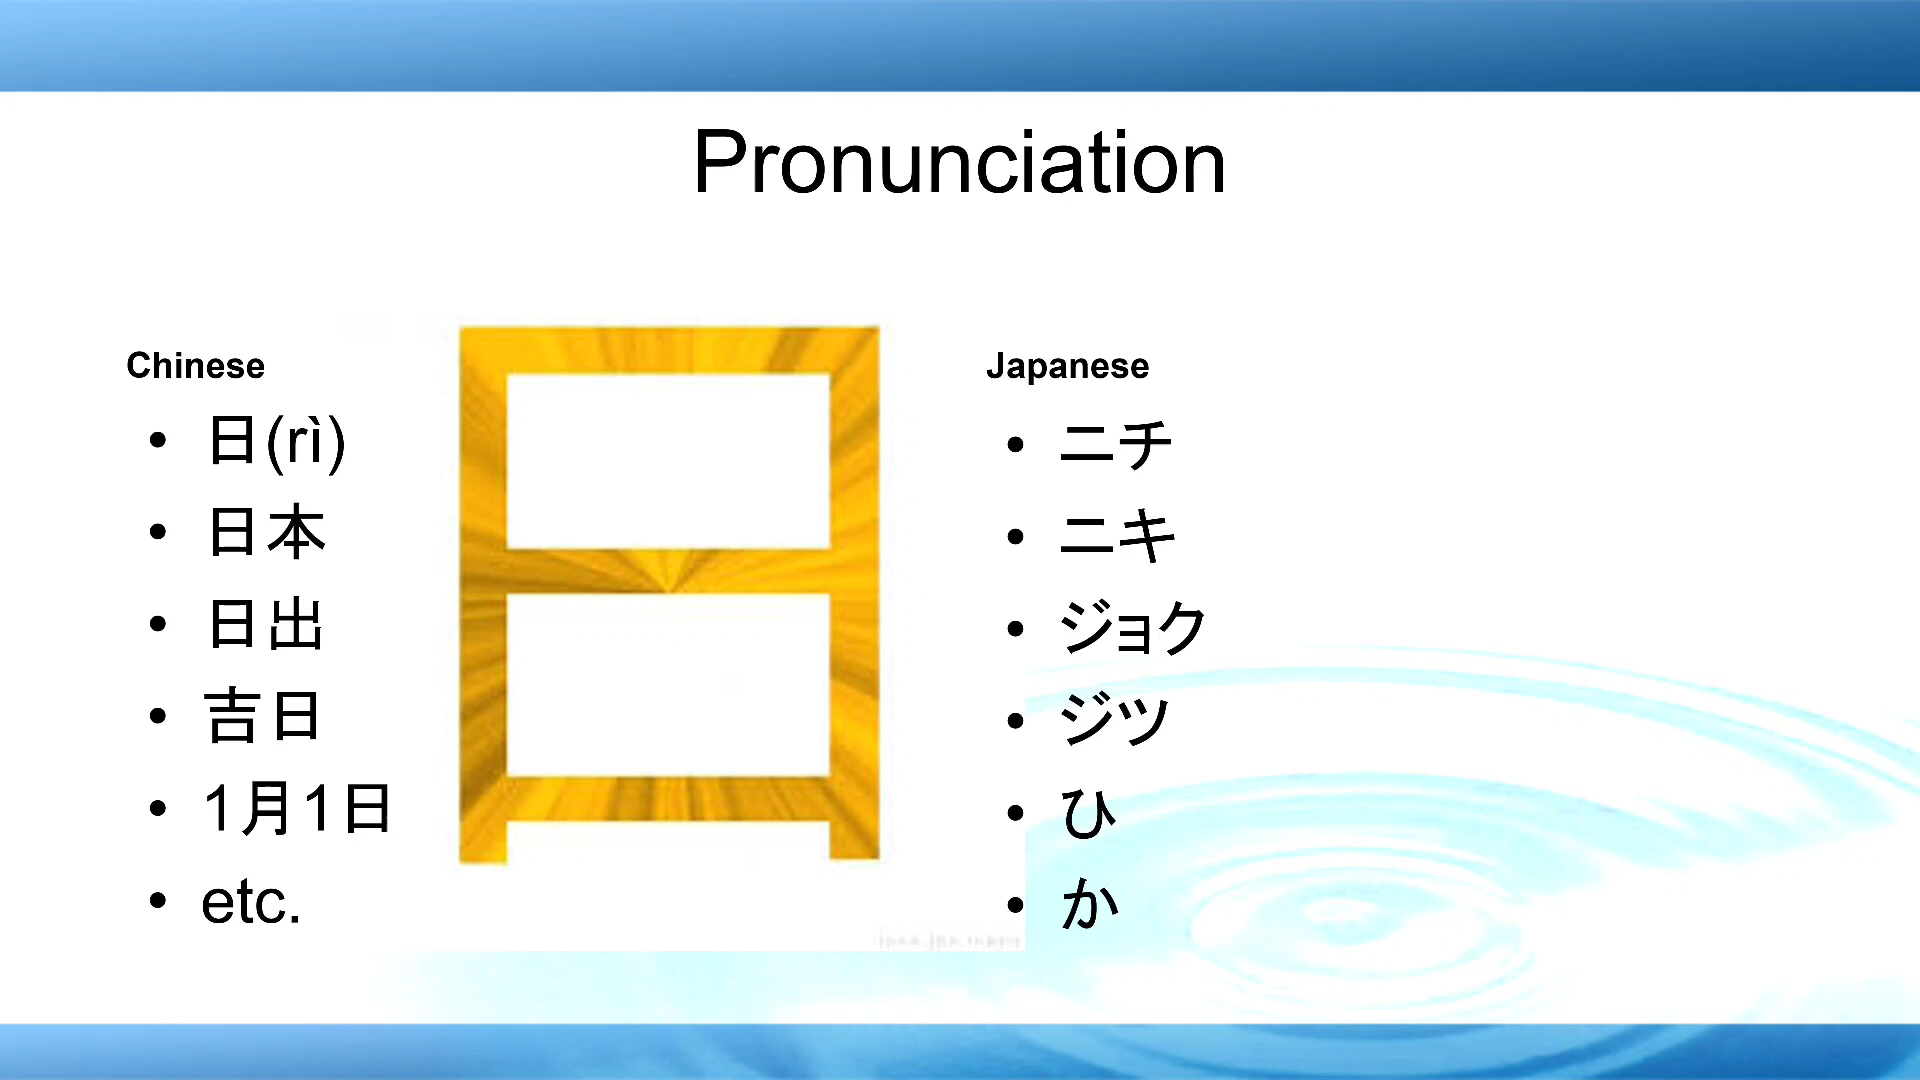 Pronunciation
Chinese
• 日(rì)
• 日本
• 日出
• 吉日
• 1月1日
• etc.
日
Japanese
• ニチ
• ニキ
• ジョク
• ジツ
• ひ
• か